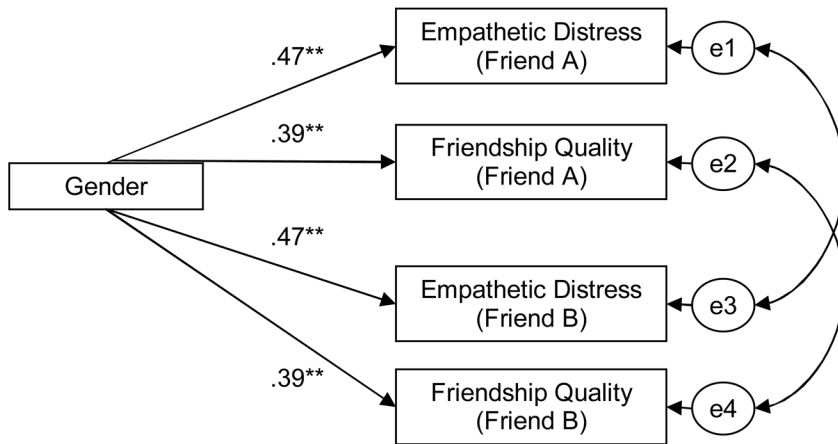 Empathetic Distress
(Friend A)
e1
.47**
.39**
Friendship Quality
(Friend A)
e2
Gender
.47**
Empathetic Distress
(Friend B)
e3
.39**
Friendship Quality
(Friend B)
e4